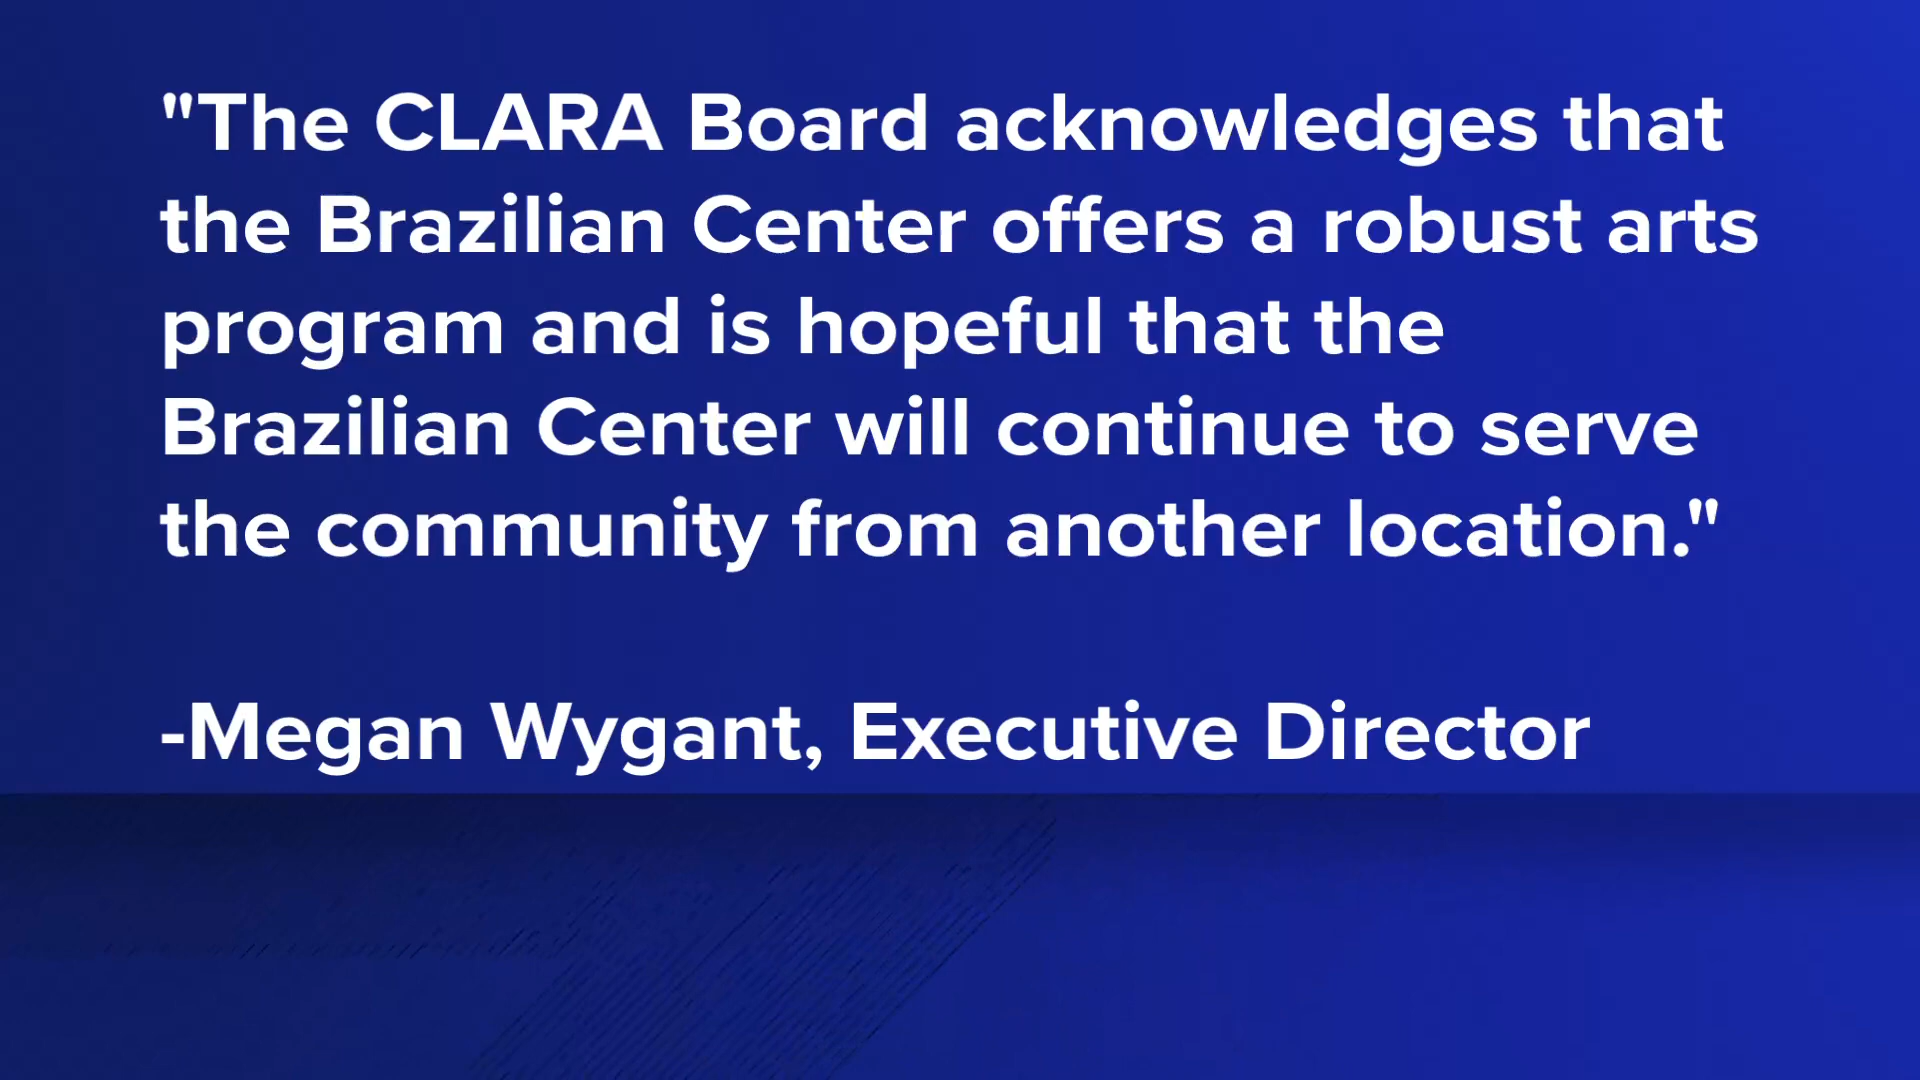 "The CLARA Board acknowledges that
the Brazilian Center offers a robust arts
program and is hopeful that the
Brazilian Center will continue to serve
the community from another location."
-Megan Wygant, Executive Director